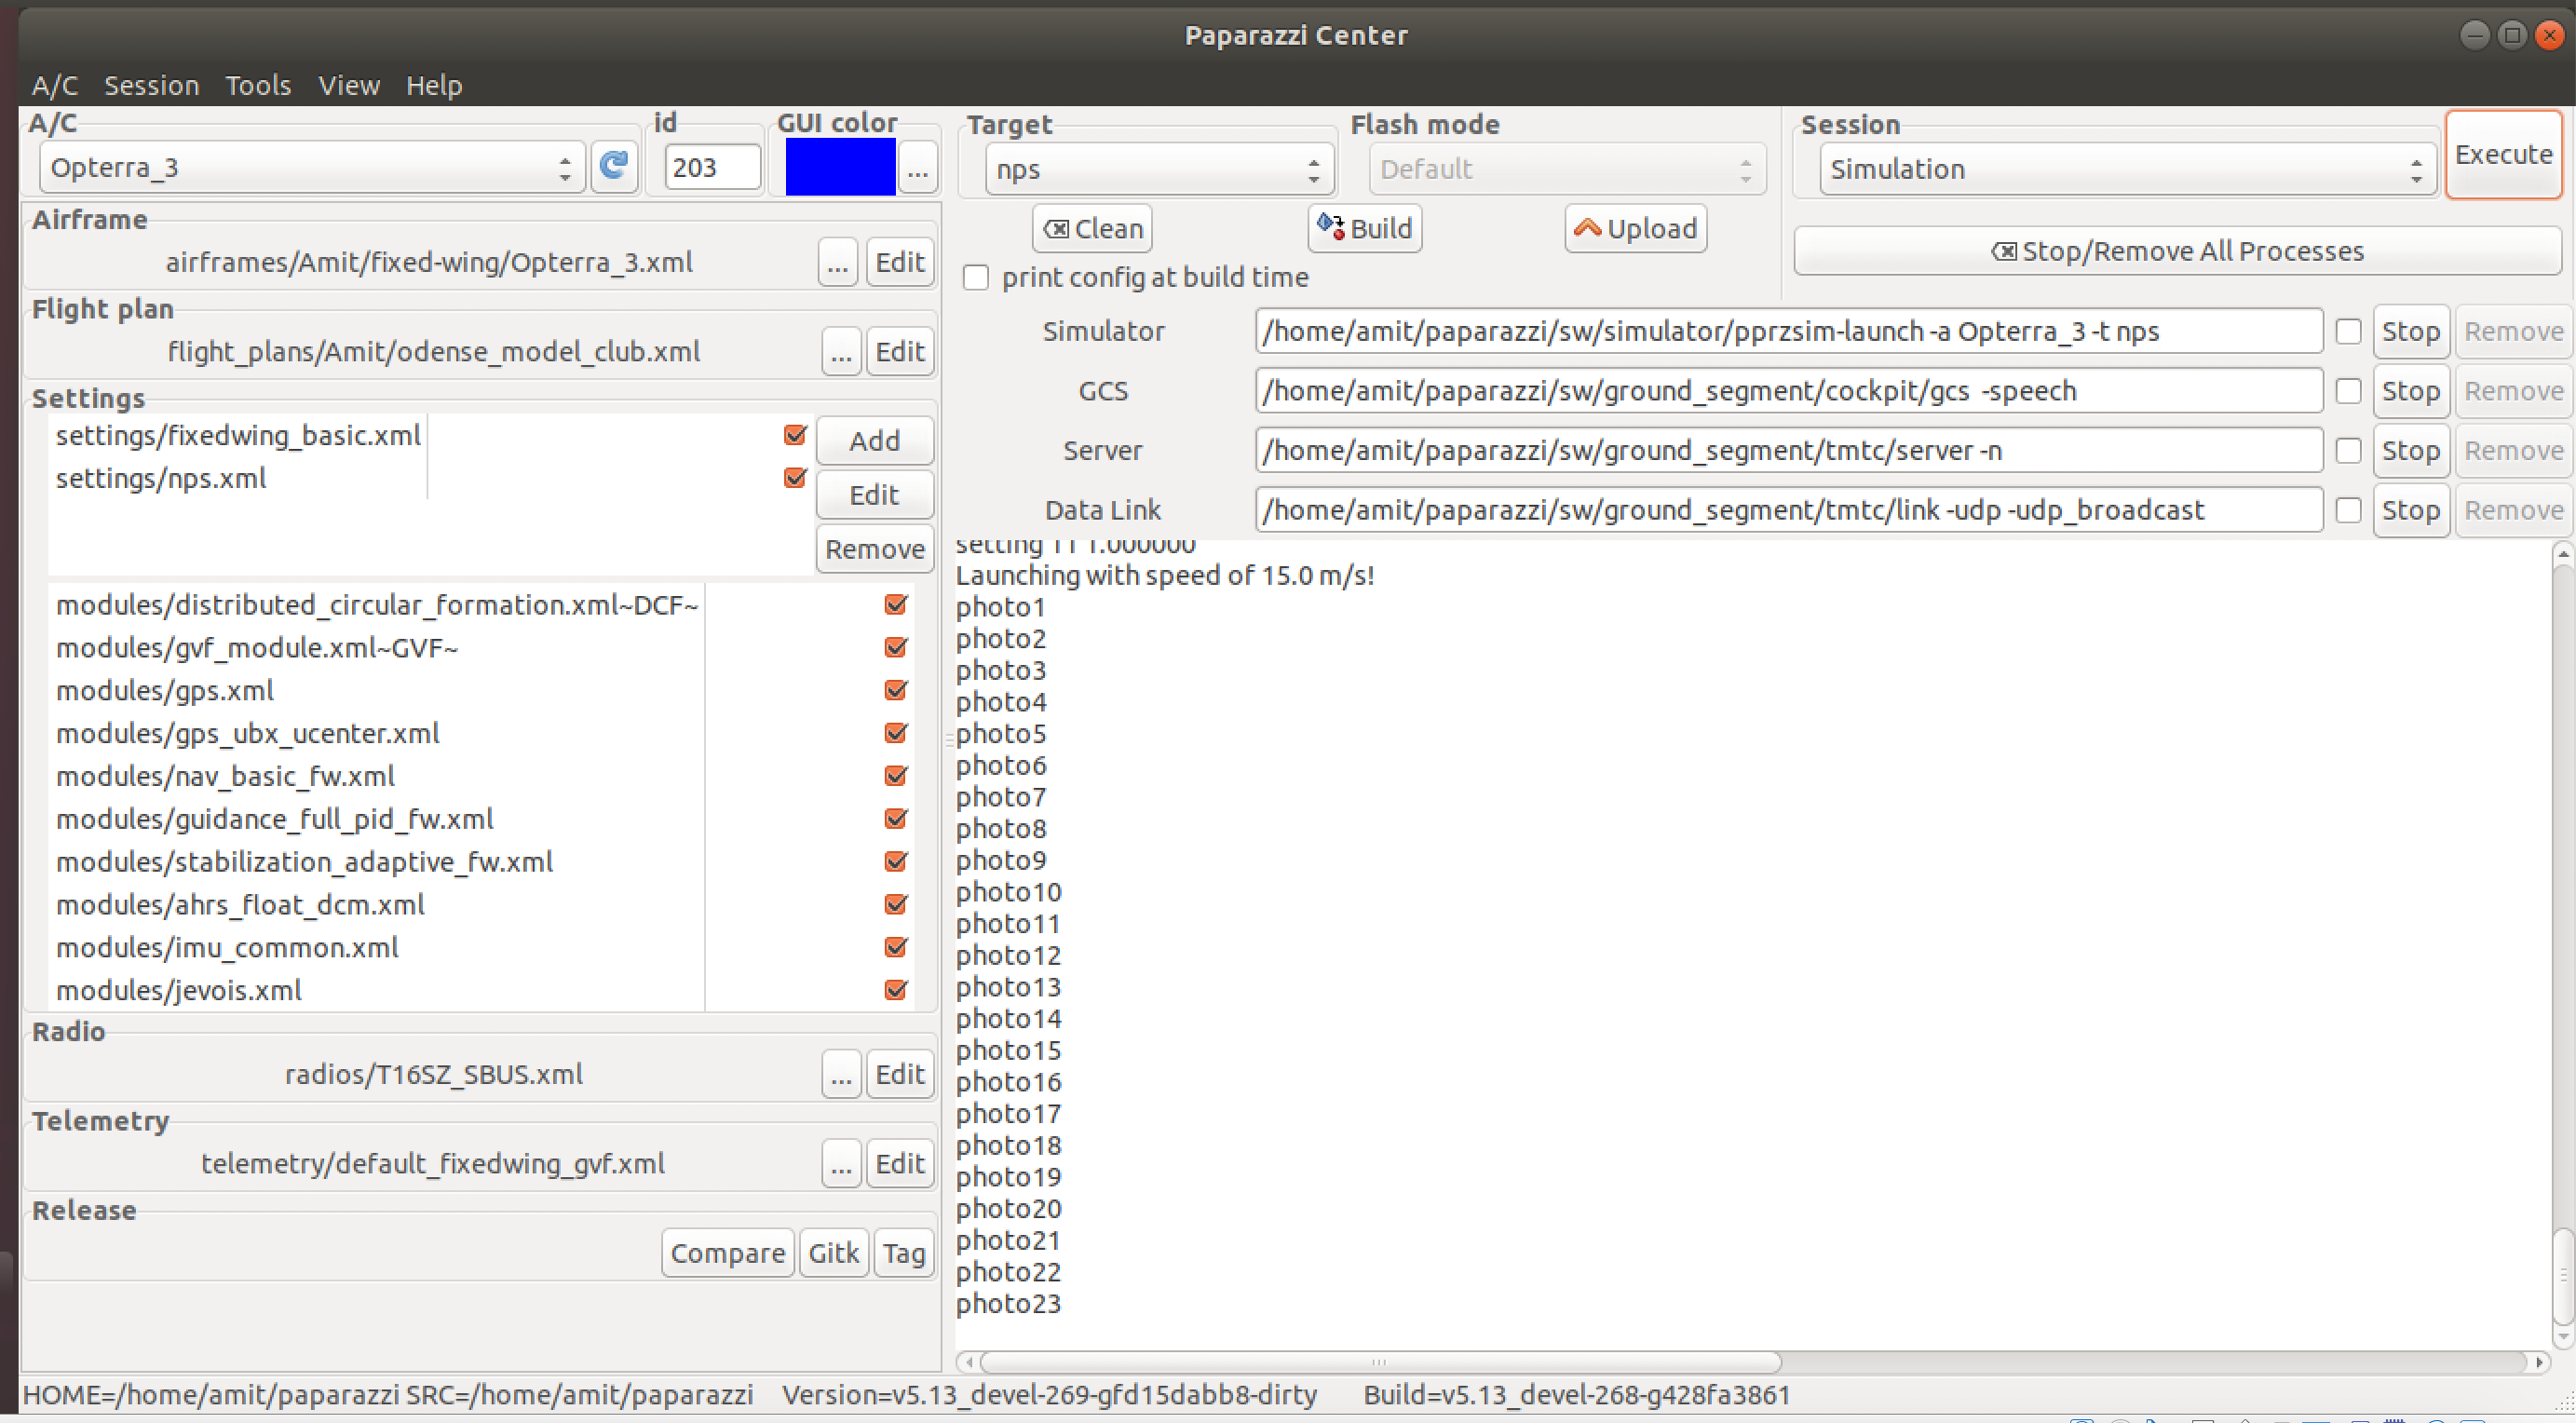 Paparazzi Center
A/C Session Tools View Help
A/C id GUI color Target Flash mode Session
Opterra_3 203 ... nps Default Simulation Execute
Clean Build Upload
Stop/Remove All Processes
print config at build time
Airframe
airframes/Amit/fixed-wing/Opterra_3.xml ... Edit
Flight plan
flight_plans/Amit/odense_model_club.xml ... Edit
Settings
settings/fixedwing_basic.xml Add
settings/nps.xml Edit
Remove
modules/distributed_circular_formation.xml~DCF~
modules/gvf_module.xml~GVF~
modules/gps.xml
modules/gps_ubx_ucenter.xml
modules/nav_basic_fw.xml
modules/guidance_full_pid_fw.xml
modules/stabilization_adaptive_fw.xml
modules/ahrs_float_dcm.xml
modules/imu_common.xml
modules/jevois.xml
Radio
radios/T16SZ_SBUS.xml ... Edit
Telemetry
telemetry/default_fixedwing_gvf.xml ... Edit
Release
Compare Gitk Tag
Simulator /home/amit/paparazzi/sw/simulator/pprzsim-launch -a Opterra_3 -t nps Stop Remove
GCS /home/amit/paparazzi/sw/ground_segment/cockpit/gcs -speech Stop Remove
Server /home/amit/paparazzi/sw/ground_segment/tmtc/server -n Stop Remove
Data Link /home/amit/paparazzi/sw/ground_segment/tmtc/link -udp -udp_broadcast Stop Remove
setting 11 1.000000
Launching with speed of 15.0 m/s!
photo1
photo2
photo3
photo4
photo5
photo6
photo7
photo8
photo9
photo10
photo11
photo12
photo13
photo14
photo15
photo16
photo17
photo18
photo19
photo20
photo21
photo22
photo23
HOME=/home/amit/paparazzi SRC=/home/amit/paparazzi Version=v5.13_devel-269-gfd15dabb8-dirty Build=v5.13_devel-268-g428fa3861